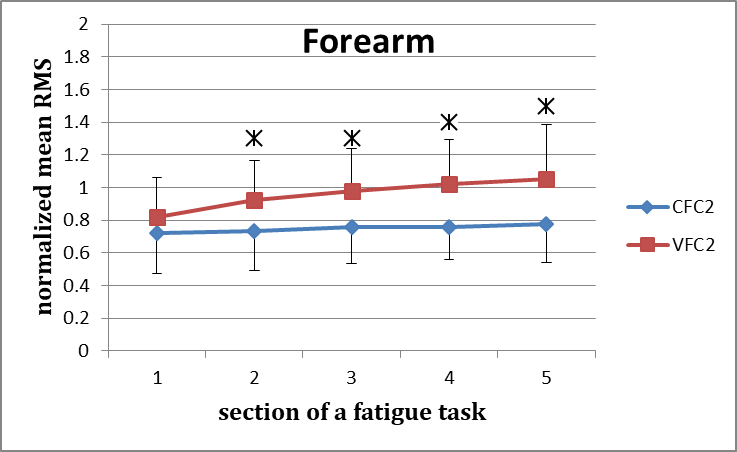 Forearm
normalized mean RMS
2
1.8
1.6
1.4
1.2
1
0.8
0.6
0.4
0.2
0
1 2 3 4 5
section of a fatigue task
CFC2
VFC2